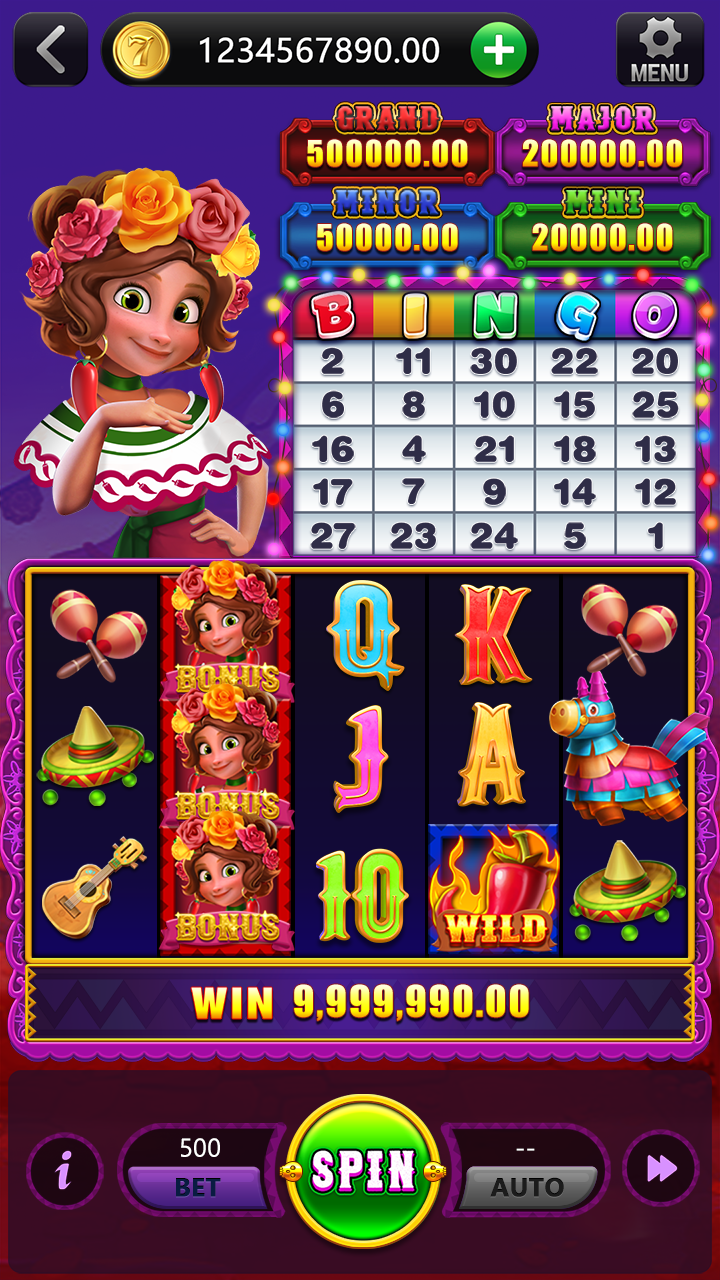 7 1234567890.00 MENU
GRAND MAJOR
500000.00 200000.00
MINOR MINI
50000.00 20000.00
B I N G O
2 11 30 22 20
6 8 10 15 25
16 4 21 18 13
17 7 9 14 12
27 23 24 5 1
Q K
BONUS
J A
BONUS
10 WILD
BONUS
WIN 9,999,990.00
i 500 BET SPIN -- AUTO